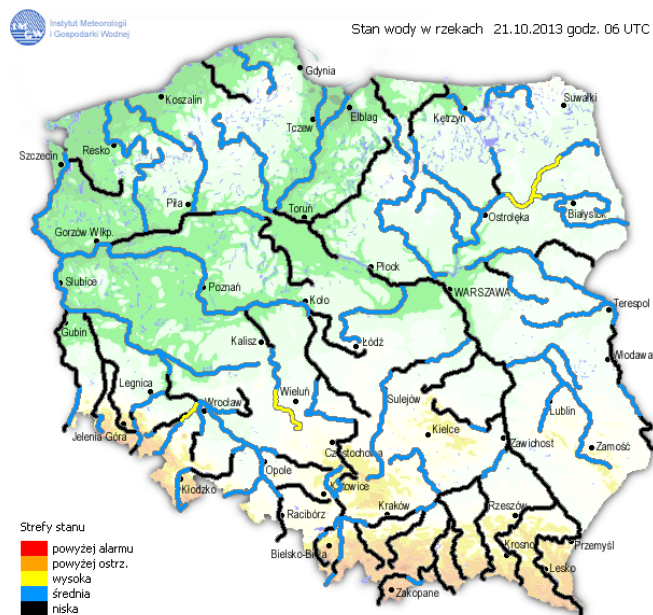 IMGW
Instytut Meteorologii
i Gospodarki Wodnej
Stan wody w rzekach 21.10.2013 godz. 06 UTC
Gdynia
Koszalin
Suwałki
Elbląg
Kętrzyn
Tczew
Resko
Szczecin
Piła
Toruń
Ostrołęka
Białystok
Gorzów Wlkp.
Płock
Słubice
Poznań
WARSZAWA
Koło
Terespol
Gubin
Kalisz
Łódź
Włodawa
Legnica
Wieluń
Sulejów
Wrocław
Lublin
Jelenia Góra
Kielce
Zawichost
Zamość
Częstochowa
Opole
Kłodzko
Katowice
Racibórz
Kraków
Rzeszów
Bielsko-Biała
Krosno
Przemyśl
Lesko
Zakopane
Strefy stanu
powyżej alarmu
powyżej ostrz.
wysoka
średnia
niska